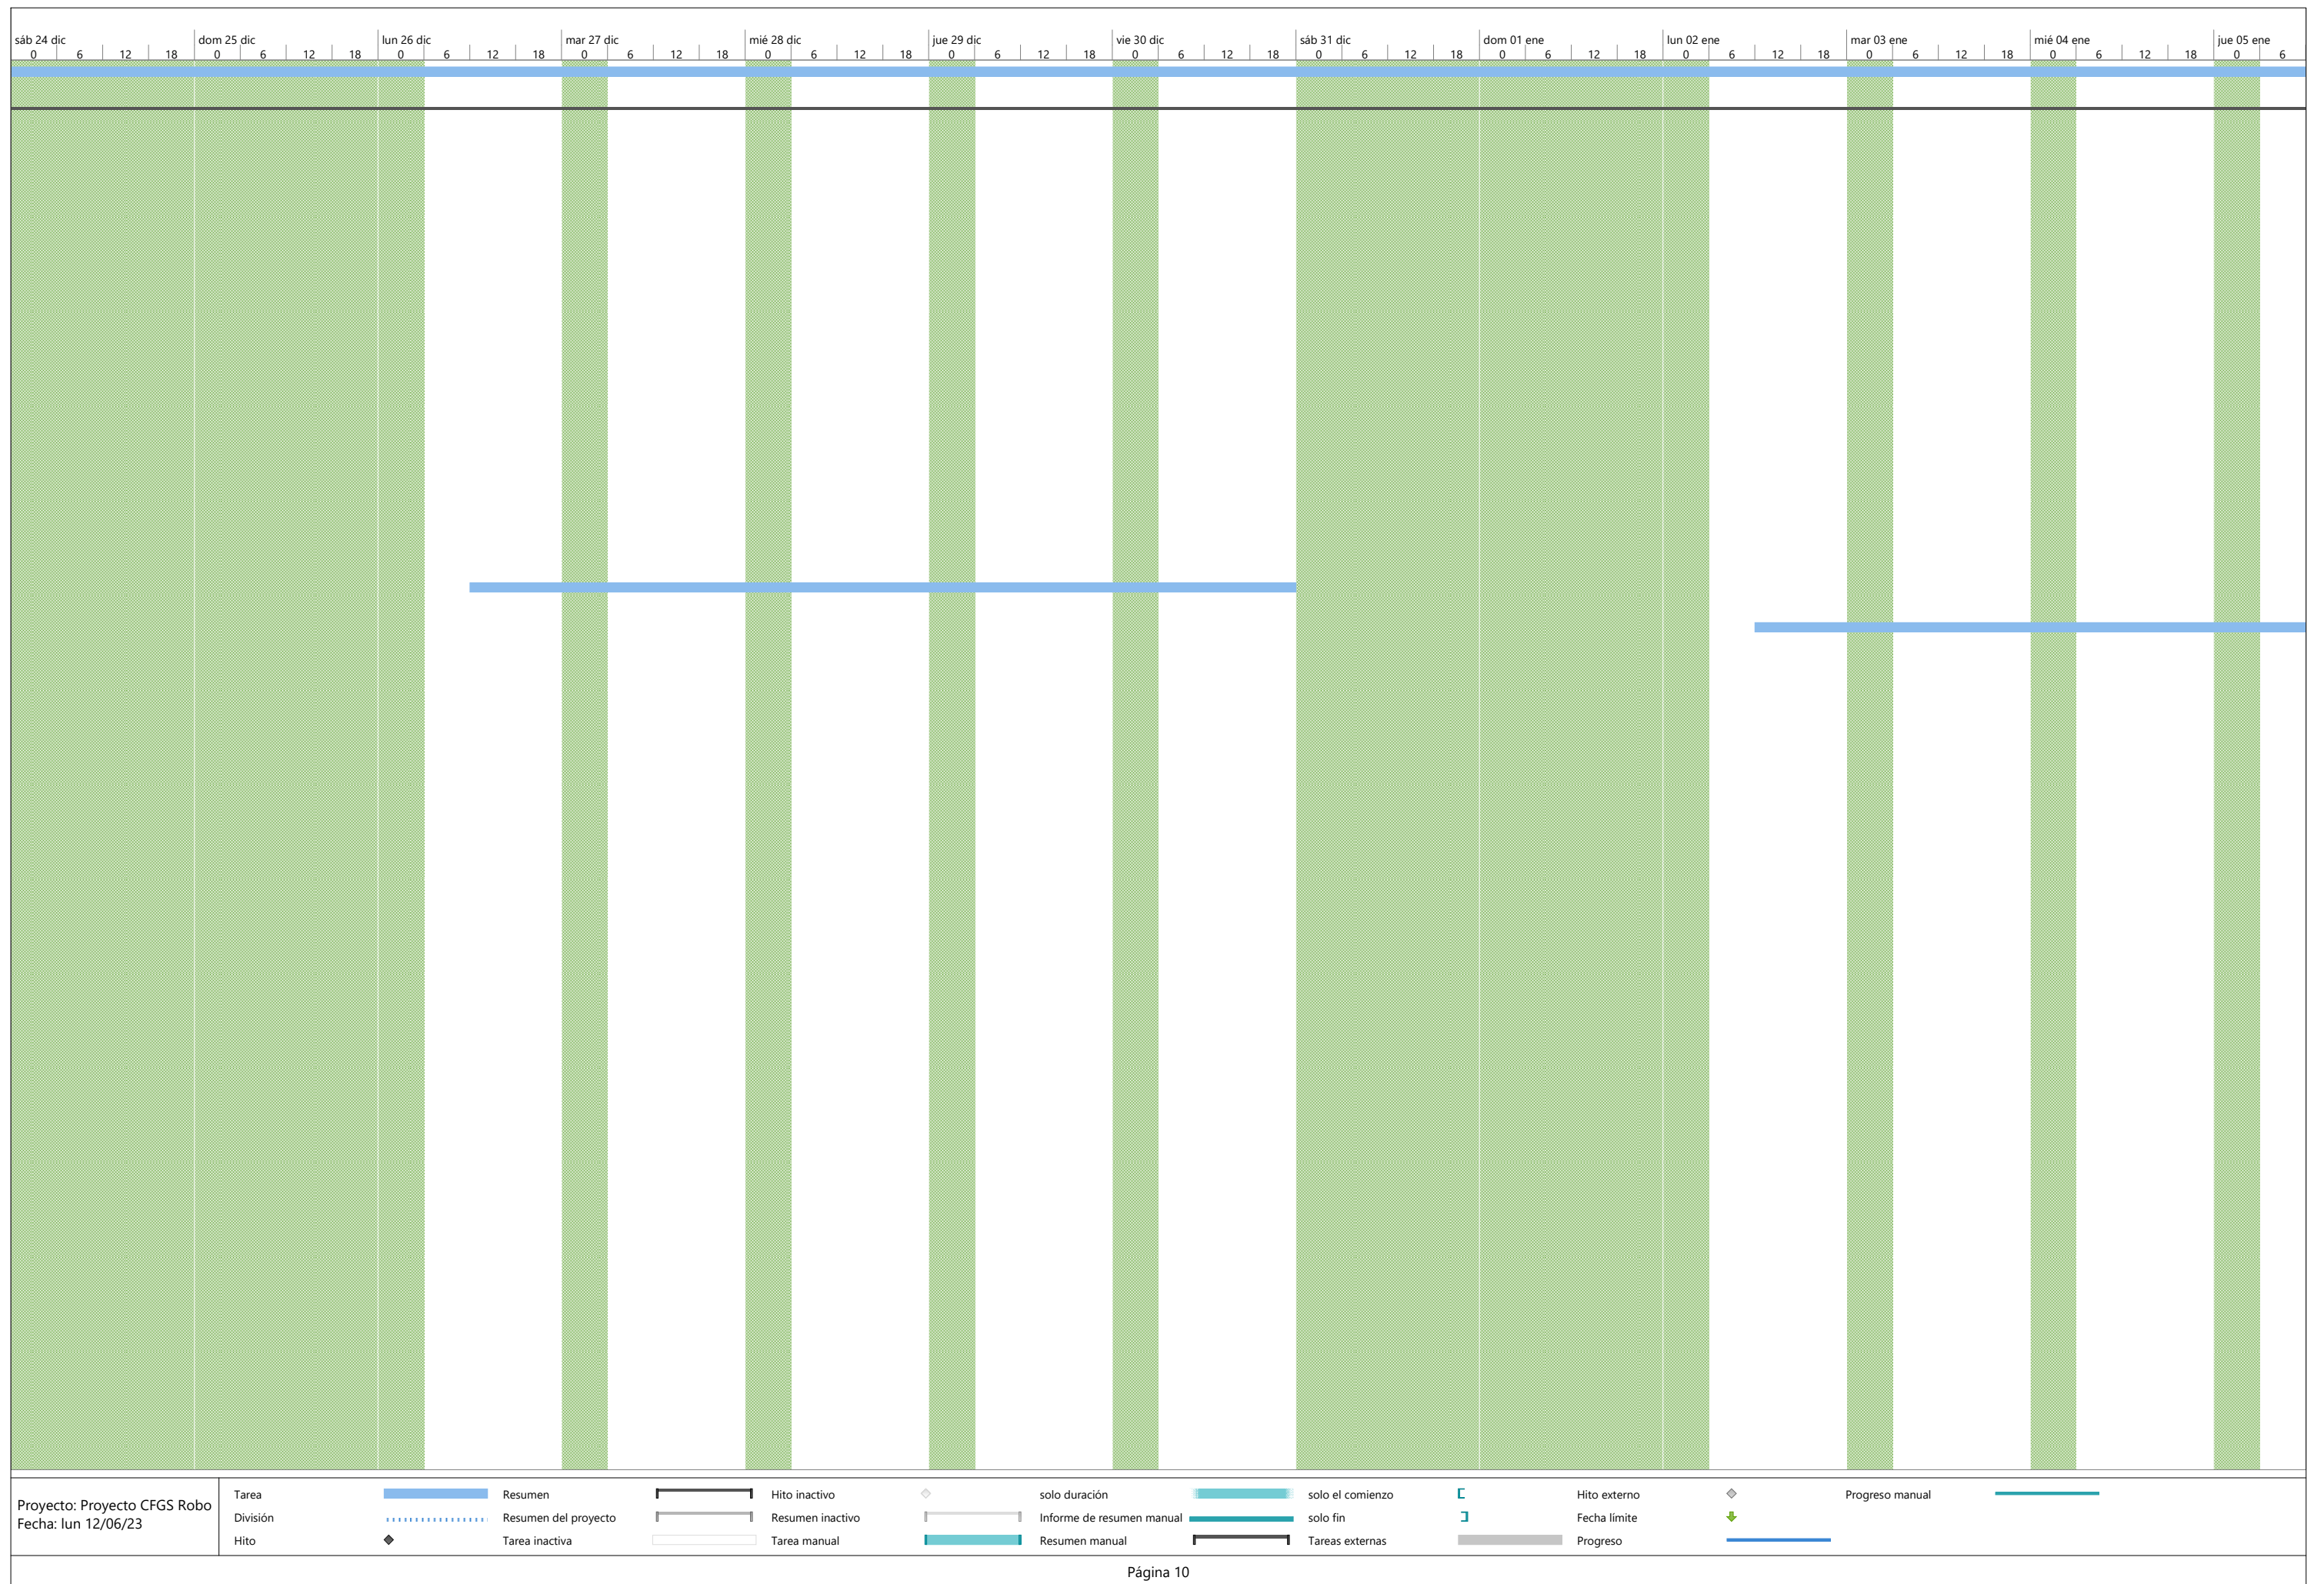 sáb 24 dic dom 25 dic lun 26 dic mar 27 dic mié 28 dic jue 29 dic vie 30 dic sáb 31 dic dom 01 ene lun 02 ene mar 03 ene mié 04 ene jue 05 ene
0 6 12 18 0 6 12 18 0 6 12 18 0 6 12 18 0 6 12 18 0 6 12 18 0 6 12 18 0 6 12 18 0 6 12 18 0 6 12 18 0 6 12 18 0 6 12 18 0 6
Proyecto: Proyecto CFGS Robo
Fecha: lun 12/06/23
Tarea
División
Hito
Resumen
Resumen del proyecto
Tarea inactiva
Hito inactivo
Resumen inactivo
Tarea manual
solo duración
Informe de resumen manual
Resumen manual
solo el comienzo
solo fin
Tareas externas
Hito externo
Fecha límite
Progreso
Progreso manual
Página 10